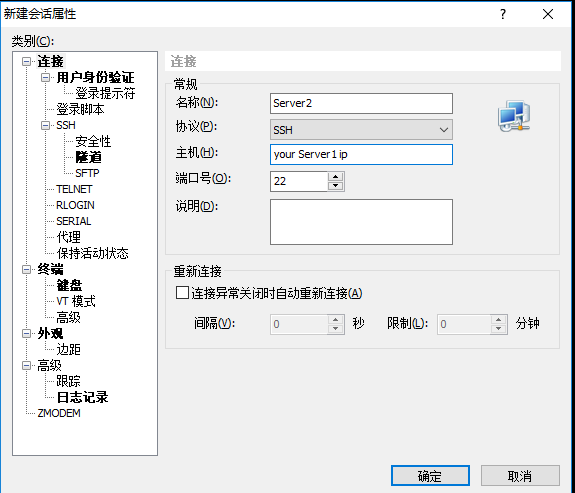 新建会话属性
?
类别(C):
连接
用户身份验证
登录提示符
登录脚本
SSH
安全性
隧道
SFTP
TELNET
RLOGIN
SERIAL
代理
保持活动状态
终端
键盘
VT 模式
高级
外观
边距
高级
跟踪
日志记录
ZMODEM
连接
常规
名称(N): Server2
协议(P): SSH
主机(H): your Server1 ip
端口号(O): 22
说明(D):
重新连接
连接异常关闭时自动重新连接(A)
间隔(V): 0 秒 限制(L): 0 分钟
确定 取消